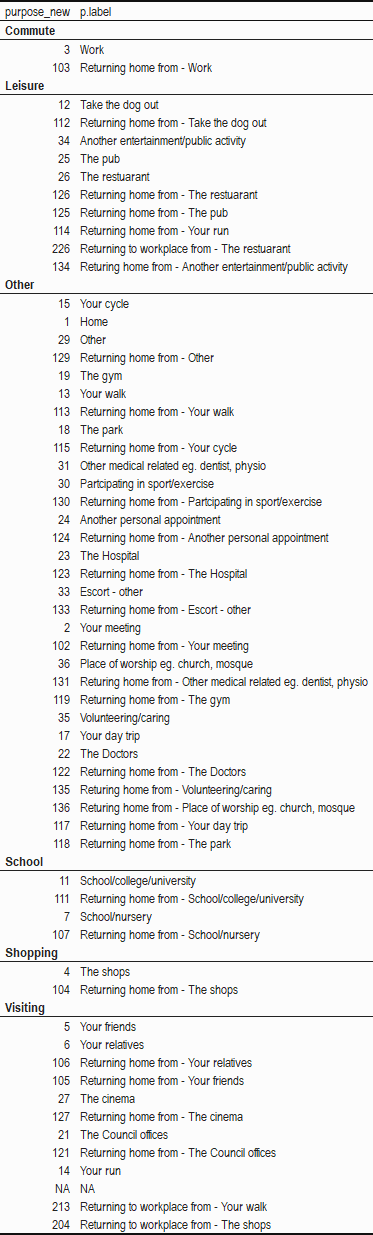 purpose_new p.label
Commute
3 Work
103 Returning home from - Work
Leisure
12 Take the dog out
112 Returning home from - Take the dog out
34 Another entertainment/public activity
25 The pub
26 The restuarant
126 Returning home from - The restuarant
125 Returning home from - The pub
114 Returning home from - Your run
226 Returning to workplace from - The restuarant
134 Returing home from - Another entertainment/public activity
Other
15 Your cycle
1 Home
29 Other
129 Returning home from - Other
19 The gym
13 Your walk
113 Returning home from - Your walk
18 The park
115 Returning home from - Your cycle
31 Other medical related eg. dentist, physio
30 Partcipating in sport/exercise
130 Returning home from - Partcipating in sport/exercise
24 Another personal appointment
124 Returning home from - Another personal appointment
23 The Hospital
123 Returning home from - The Hospital
33 Escort - other
133 Returning home from - Escort - other
2 Your meeting
102 Returning home from - Your meeting
36 Place of worship eg. church, mosque
131 Returing home from - Other medical related eg. dentist, physio
119 Returning home from - The gym
35 Volunteering/caring
17 Your day trip
22 The Doctors
122 Returning home from - The Doctors
135 Returing home from - Volunteering/caring
136 Returing home from - Place of worship eg. church, mosque
117 Returning home from - Your day trip
118 Returning home from - The park
School
11 School/college/university
111 Returning home from - School/college/university
7 School/nursery
107 Returning home from - School/nursery
Shopping
4 The shops
104 Returning home from - The shops
Visiting
5 Your friends
6 Your relatives
106 Returning home from - Your relatives
105 Returning home from - Your friends
27 The cinema
127 Returning home from - The cinema
21 The Council offices
121 Returning home from - The Council offices
14 Your run
NA NA
213 Returning to workplace from - Your walk
204 Returning to workplace from - The shops